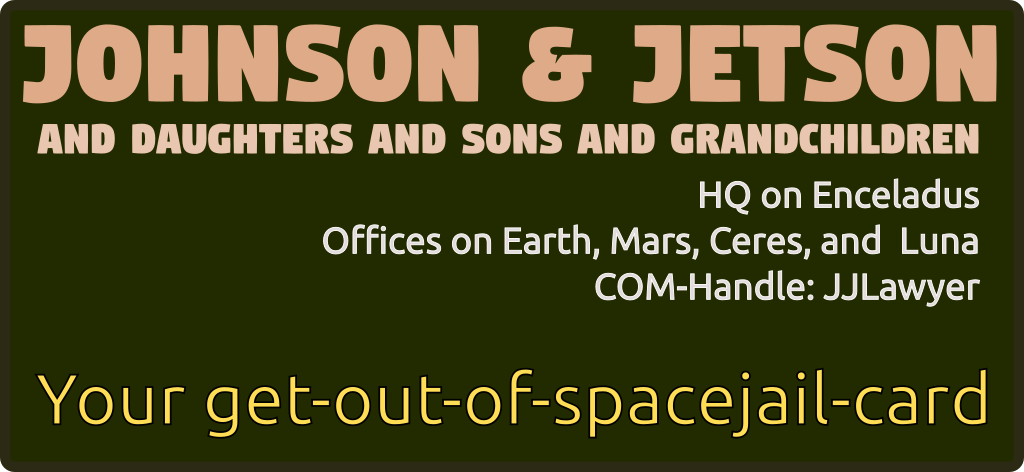 JOHNSON & JETSON
AND DAUGHTERS AND SONS AND GRANDCHILDREN
HQ on Enceladus
Offices on Earth, Mars, Ceres, and  Luna
COM-Handle: JJLawyer
Your get-out-of-spacejail-card